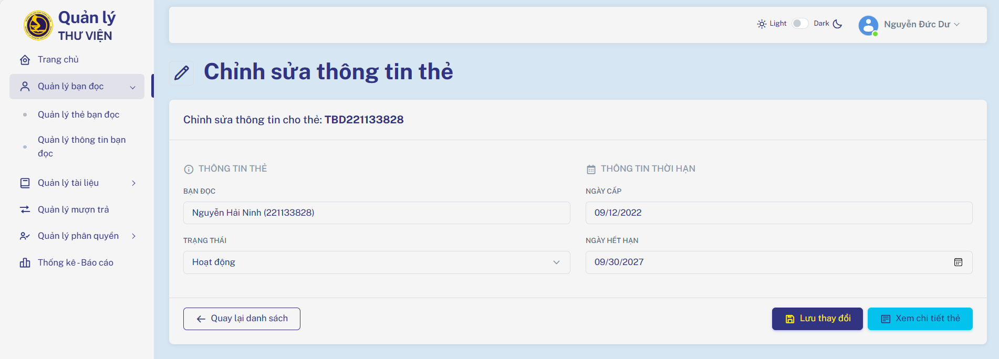 Quản lý
THƯ VIỆN
Trang chủ
Quản lý bạn đọc
Quản lý thẻ bạn đọc
Quản lý thông tin bạn
đọc
Quản lý tài liệu
Quản lý mượn trả
Quản lý phân quyền
Thống kê - Báo cáo
Light Dark Nguyễn Đức Dư
Chỉnh sửa thông tin thẻ
Chỉnh sửa thông tin cho thẻ: TBD221133828
THÔNG TIN THẺ
BẠN ĐỌC
Nguyễn Hải Ninh (221133828)
TRẠNG THÁI
Hoạt động
THÔNG TIN THỜI HẠN
NGÀY CẤP
09/12/2022
NGÀY HẾT HẠN
09/30/2027
Quay lại danh sách
Lưu thay đổi
Xem chi tiết thẻ